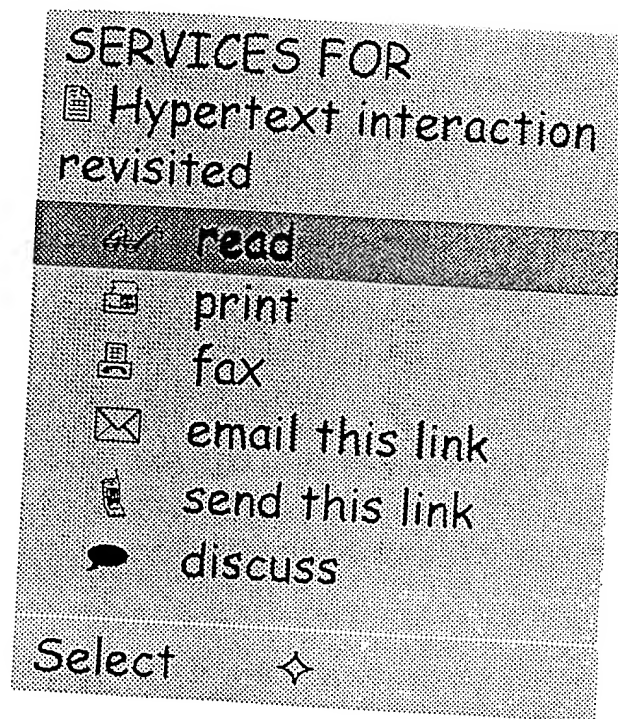 SERVICES FOR
Hypertext interaction
revisited
read
print
fax
email this link
send this link
discuss
Select